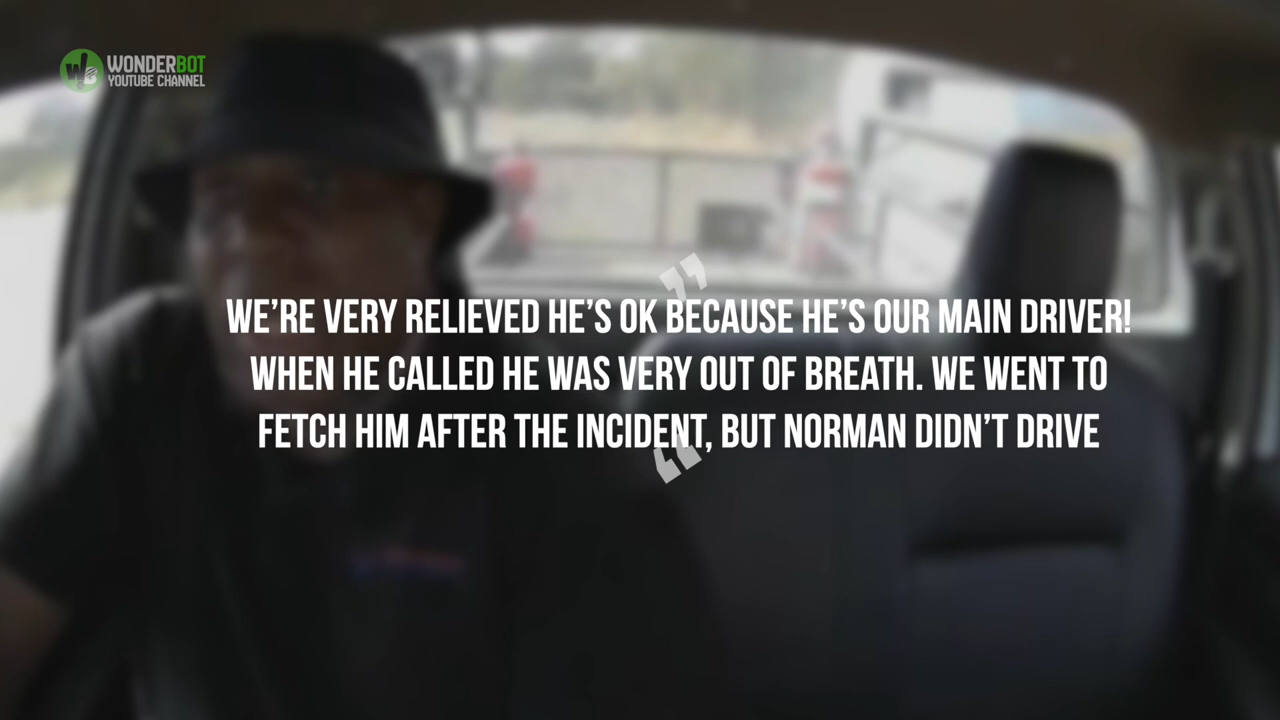 WONDERBOT
YOUTUBE CHANNEL
”
WE’RE VERY RELIEVED HE’S OK BECAUSE HE’S OUR MAIN DRIVER!
WHEN HE CALLED HE WAS VERY OUT OF BREATH. WE WENT TO
FETCH HIM AFTER THE INCIDENT, BUT NORMAN DIDN’T DRIVE
“